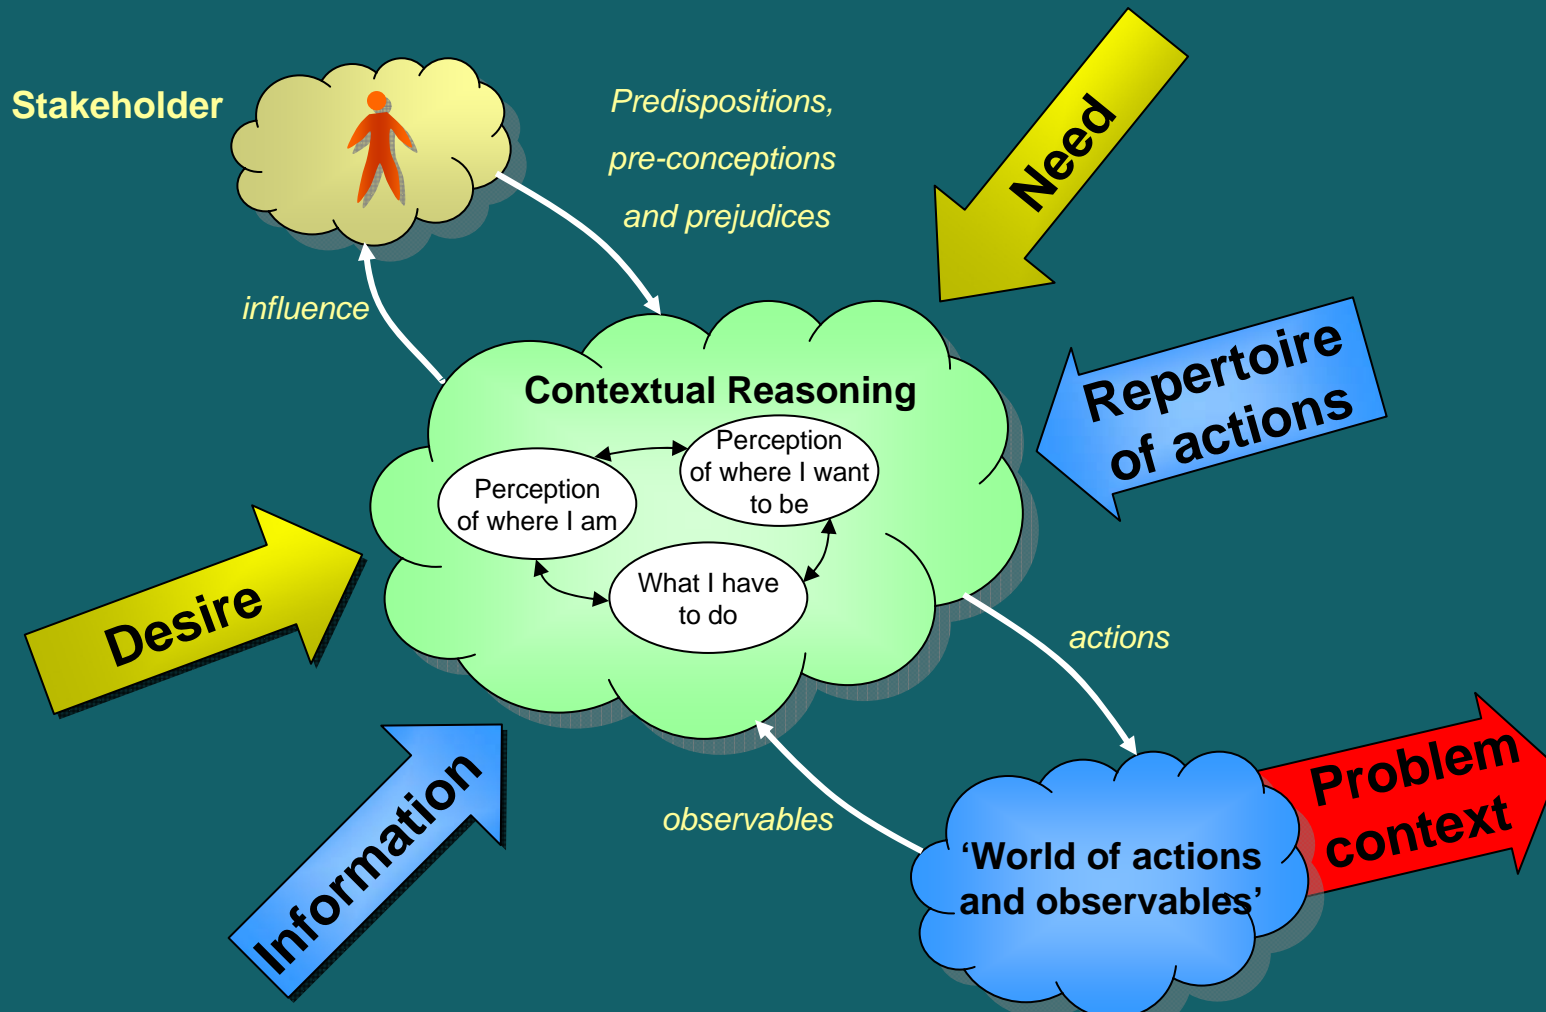 Stakeholder
Predispositions,
pre-conceptions
and prejudices
Need
influence
Repertoire
of actions
Contextual Reasoning
Perception
of where I am
Perception
of where I want
to be
What I have
to do
Desire
Information
actions
observables
‘World of actions
and observables’
Problem
context